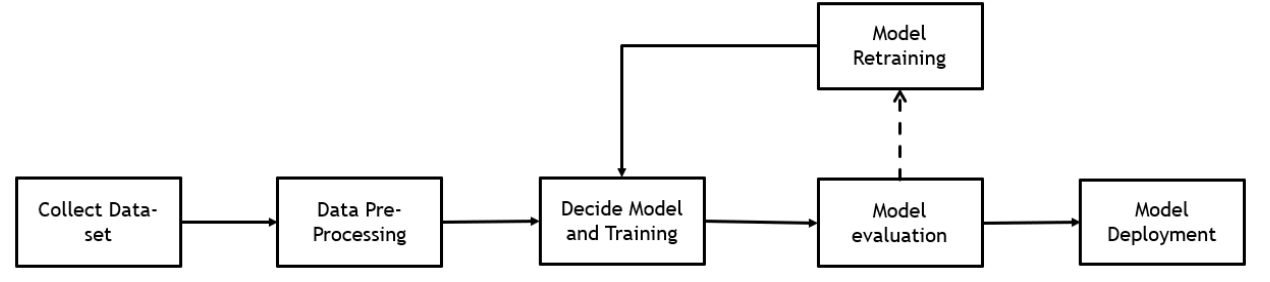 Model
Retraining
Collect Data-
set
Data Pre-
Processing
Decide Model
and Training
Model
evaluation
Model
Deployment